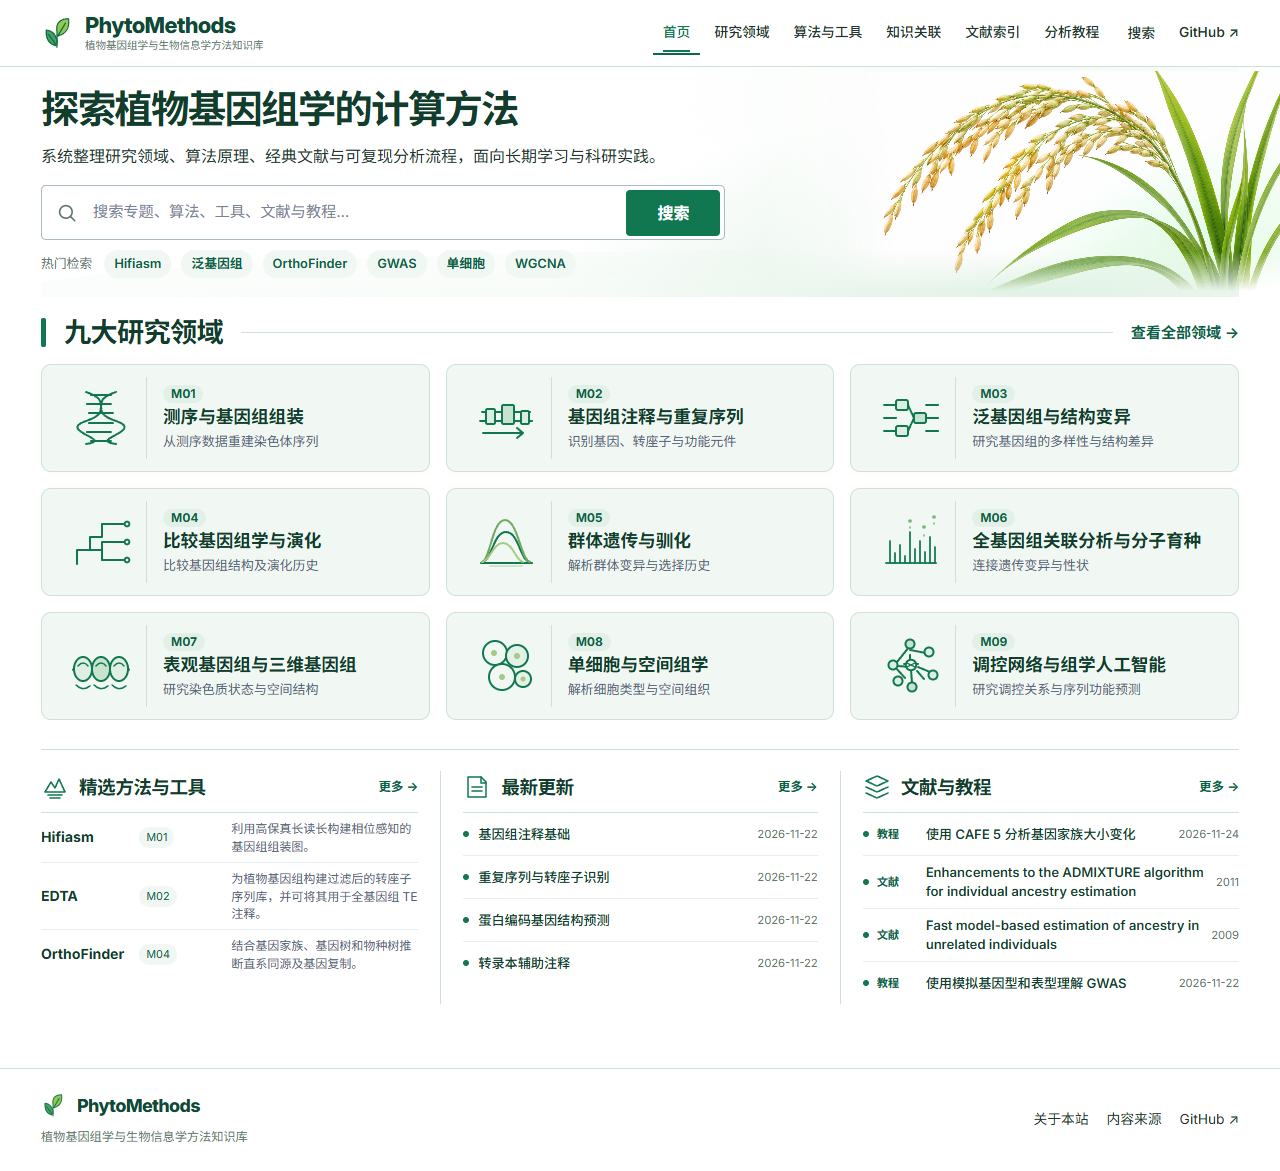 PhytoMethods
植物基因组学与生物信息学方法知识库
首页 研究领域 算法与工具 知识关联 文献索引 分析教程 搜索 GitHub ↗
探索植物基因组学的计算方法
系统整理研究领域、算法原理、经典文献与可复现分析流程，面向长期学习与科研实践。
搜索专题、算法、工具、文献与教程... 搜索
热门检索 Hifiasm 泛基因组 OrthoFinder GWAS 单细胞 WGCNA
九大研究领域 查看全部领域 →
M01
测序与基因组组装
从测序数据重建染色体序列
M02
基因组注释与重复序列
识别基因、转座子与功能元件
M03
泛基因组与结构变异
研究基因组的多样性与结构差异
M04
比较基因组学与演化
比较基因组结构及演化历史
M05
群体遗传与驯化
解析群体变异与选择历史
M06
全基因组关联分析与分子育种
连接遗传变异与性状
M07
表观基因组与三维基因组
研究染色质状态与空间结构
M08
单细胞与空间组学
解析细胞类型与空间组织
M09
调控网络与组学人工智能
研究调控关系与序列功能预测
精选方法与工具 更多 →
Hifiasm M01 利用高保真长读长构建相位感知的
基因组组装图。
EDTA M02 为植物基因组构建过滤后的转座子
序列库，并可将其用于全基因组 TE
注释。
OrthoFinder M04 结合基因家族、基因树和物种树推
断直系同源及基因复制。
最新更新 更多 →
基因组注释基础 2026-11-22
重复序列与转座子识别 2026-11-22
蛋白编码基因结构预测 2026-11-22
转录本辅助注释 2026-11-22
文献与教程 更多 →
教程 使用 CAFE 5 分析基因家族大小变化 2026-11-24
文献 Enhancements to the ADMIXTURE algorithm
for individual ancestry estimation 2011
文献 Fast model-based estimation of ancestry in
unrelated individuals 2009
教程 使用模拟基因型和表型理解 GWAS 2026-11-22
PhytoMethods
植物基因组学与生物信息学方法知识库
关于本站 内容来源 GitHub ↗